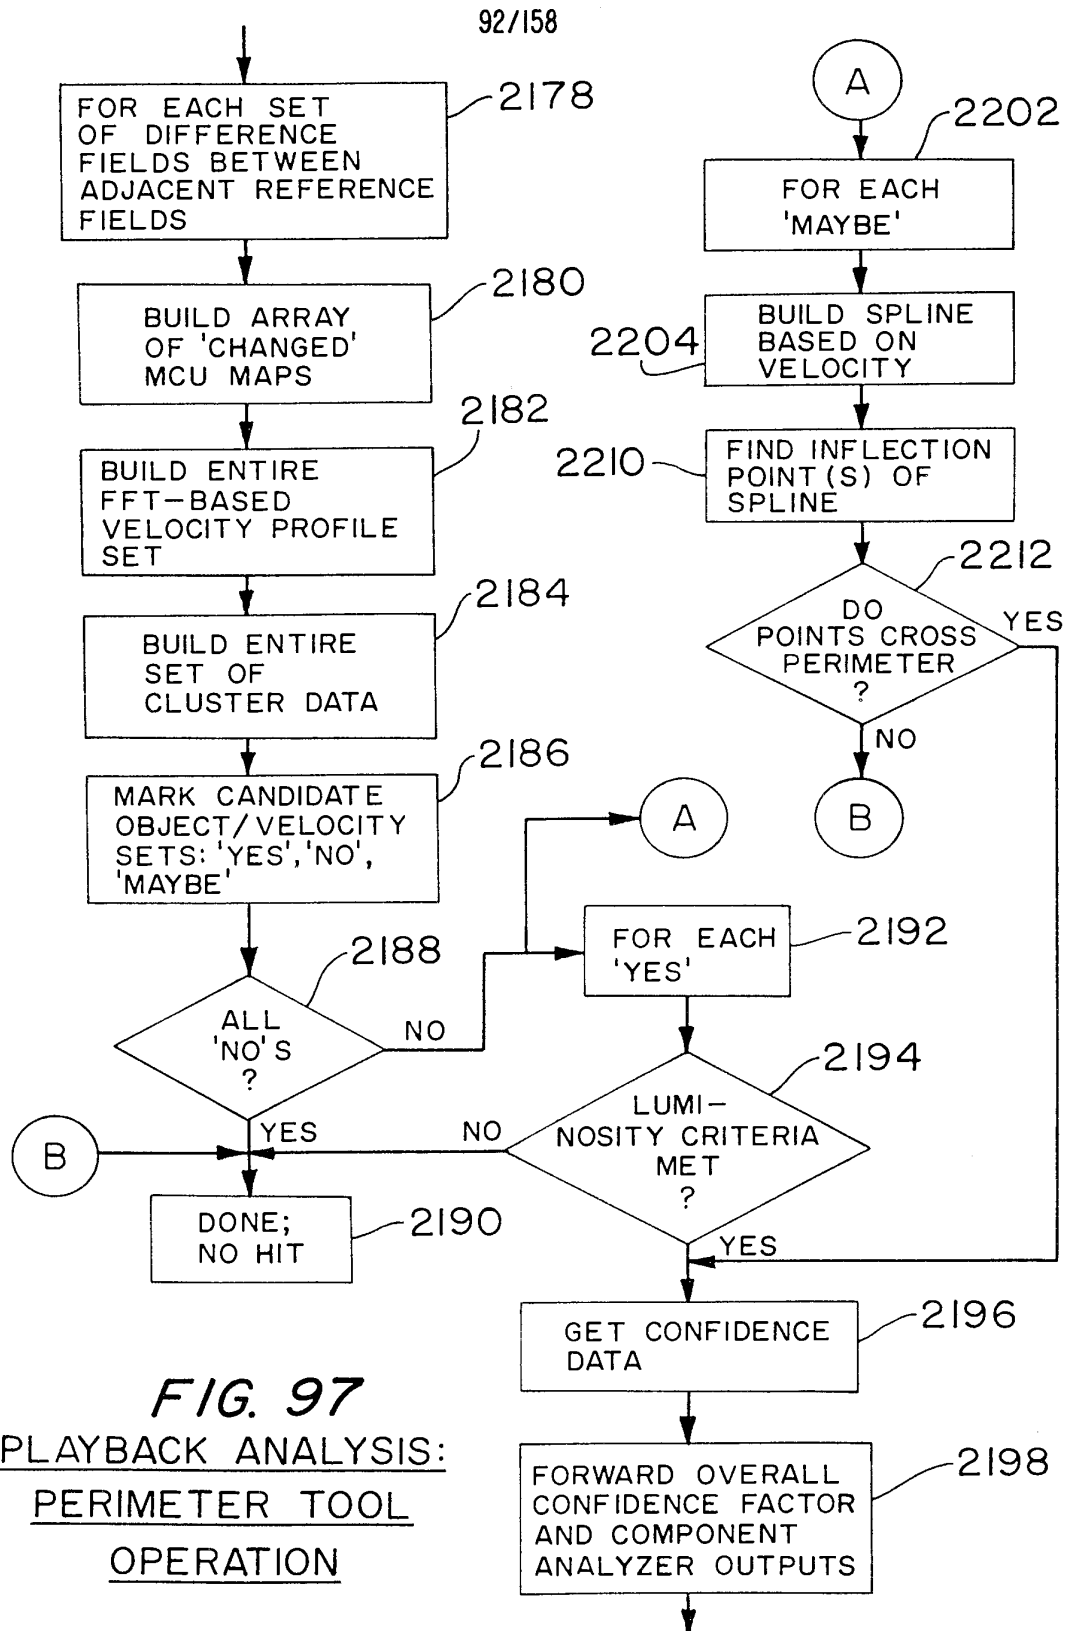 92/158
FOR EACH SET
OF DIFFERENCE
FIELDS BETWEEN
ADJACENT REFERENCE
FIELDS
2178
BUILD ARRAY
OF 'CHANGED'
MCU MAPS
2180
BUILD ENTIRE
FFT-BASED
VELOCITY PROFILE
SET
2182
BUILD ENTIRE
SET OF
CLUSTER DATA
2184
MARK CANDIDATE
OBJECT/VELOCITY
SETS: 'YES', 'NO',
'MAYBE'
2186
ALL
'NO'S
?
2188
NO
YES
B
DONE;
NO HIT
2190
A
FOR EACH
'YES'
2192
LUMI-
NOSITY CRITERIA
MET
?
2194
NO
YES
GET CONFIDENCE
DATA
2196
FORWARD OVERALL
CONFIDENCE FACTOR
AND COMPONENT
ANALYZER OUTPUTS
2198
A
FOR EACH
'MAYBE'
2202
BUILD SPLINE
BASED ON
VELOCITY
2204
FIND INFLECTION
POINT(S) OF
SPLINE
2210
DO
POINTS CROSS
PERIMETER
?
2212
YES
NO
B
FIG. 97
PLAYBACK ANALYSIS:
PERIMETER TOOL
OPERATION